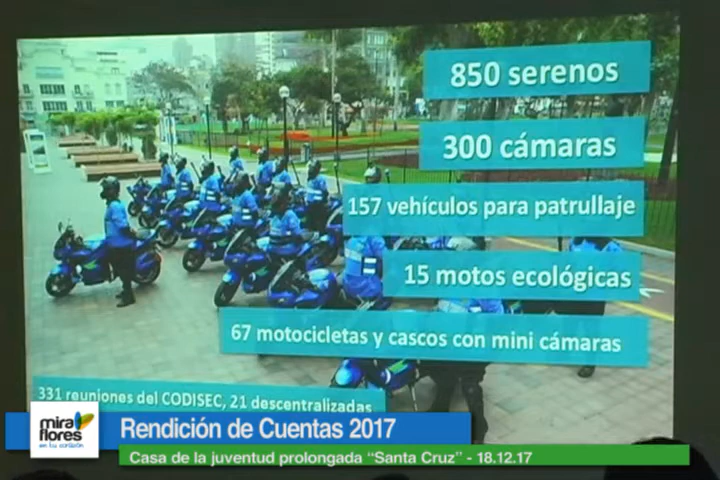 850 serenos
300 cámaras
157 vehículos para patrullaje
15 motos ecológicas
67 motocicletas y cascos con mini cámaras
331 reuniones del CODISEC, 21 descentralizadas
mira
flores
en tu corazón
Rendición de Cuentas 2017
Casa de la juventud prolongada “Santa Cruz” - 18.12.17